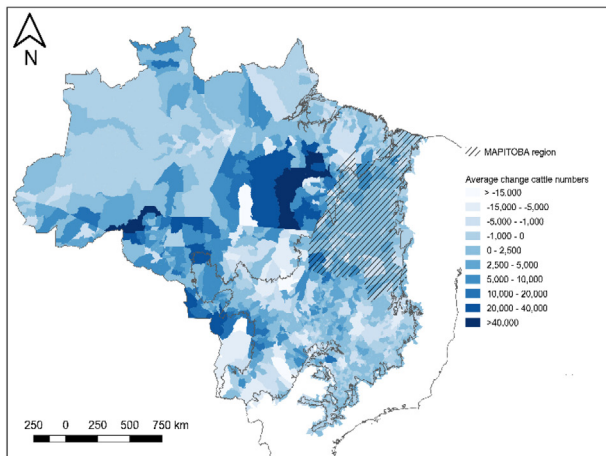 N
MAPITOBA region
Average change cattle numbers
> -15.000
-15,000 - -5,000
-5,000 - -1,000
-1,000 - 0
0 - 2,500
2,500 - 5,000
5,000 - 10,000
10,000 - 20,000
20,000 - 40,000
>40,000
250 0 250 500 750 km